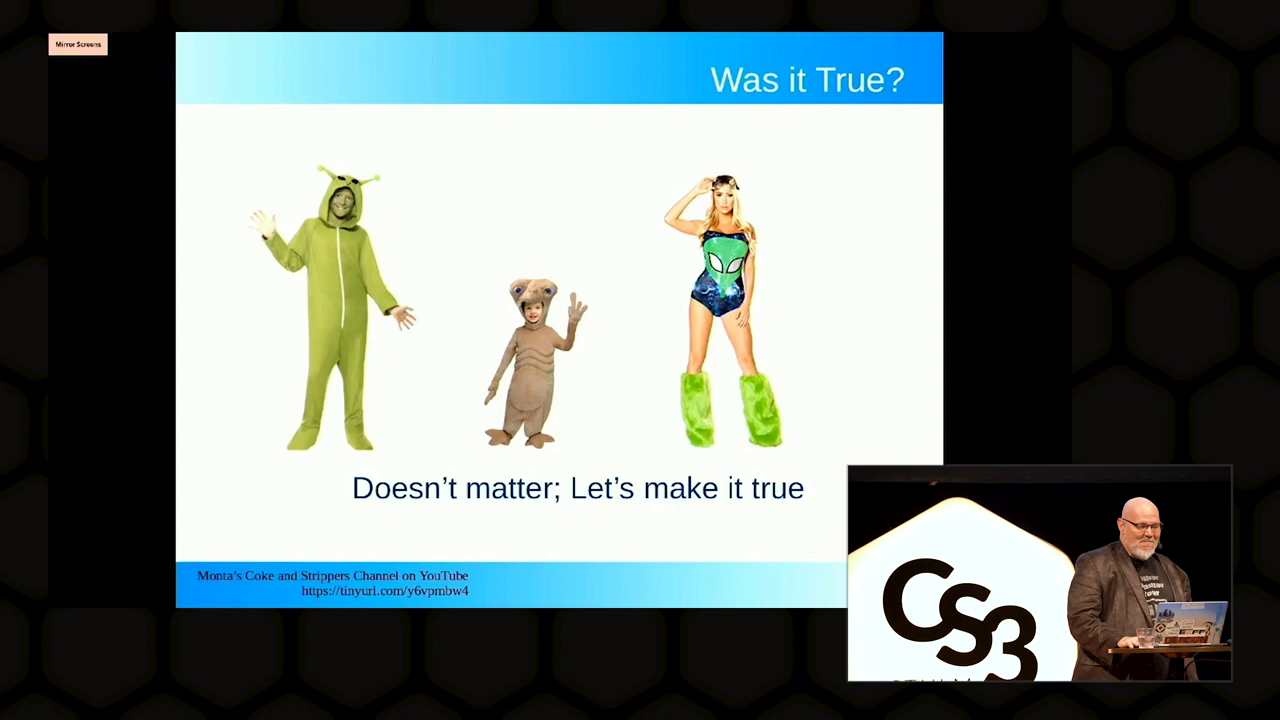 Mirror Screens
Was it True?
Doesn't matter; Let's make it true
Monta's Coke and Strippers Channel on YouTube
https://tinyurl.com/y6vpmbw4
CS3